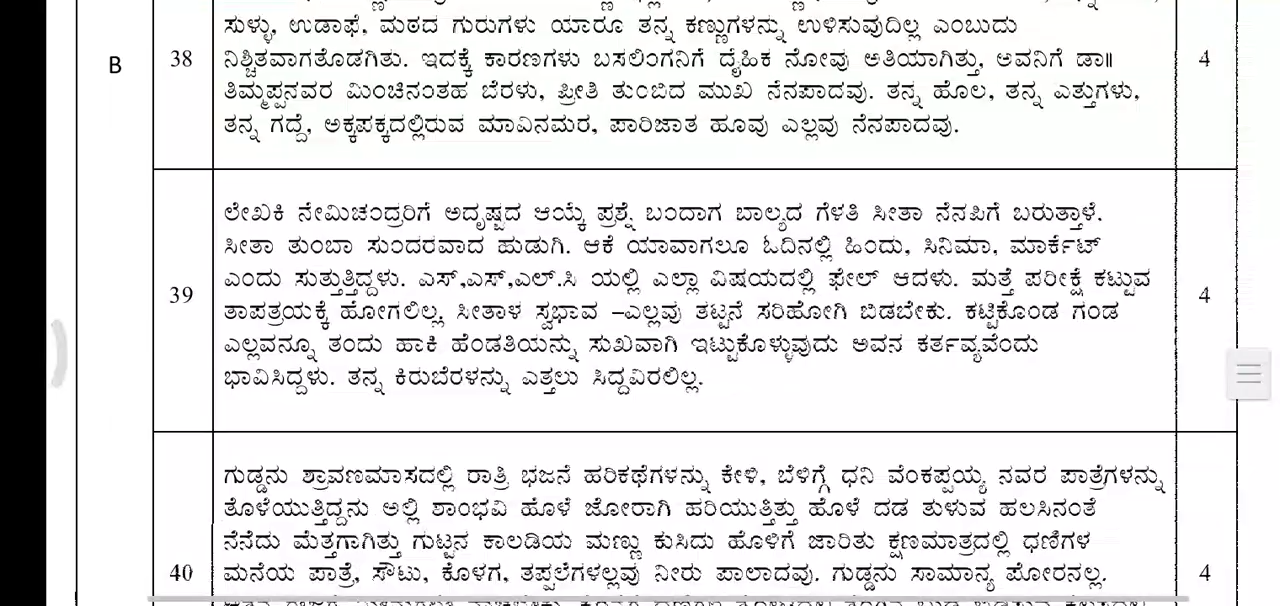 ಸುಳ್ಳು, ಉಡಾಫೆ, ಮಠದ ಗುರುಗಳು ಯಾರೂ ತನ್ನ ಕಣ್ಣುಗಳನ್ನು ಉಳಿಸುವುದಿಲ್ಲ ಎಂಬುದು
B 38 ನಿಶ್ಚಿತವಾಗತೊಡಗಿತು. ಇದಕ್ಕೆ ಕಾರಣಗಳು ಬಸಲಿಂಗನಿಗೆ ದೈಹಿಕ ನೋವು ಅತಿಯಾಗಿತ್ತು, ಅವನಿಗೆ ಡಾ॥ 4
ತಿಮ್ಮಪ್ಪನವರ ಮಿಂಚಿನಂತಹ ಬೆರಳು, ಪ್ರೀತಿ ತುಂಬಿದ ಮುಖ ನೆನಪಾದವು. ತನ್ನ ಹೊಲ, ತನ್ನ ಎತ್ತುಗಳು,
ತನ್ನ ಗದ್ದೆ, ಅಕ್ಕಪಕ್ಕದಲ್ಲಿರುವ ಮಾವಿನಮರ, ಪಾರಿಜಾತ ಹೂವು ಎಲ್ಲವು ನೆನಪಾದವು.
ಲೇಖಕಿ ನೇಮಿಚಂದ್ರರಿಗೆ ಅದೃಷ್ಟದ ಆಯ್ಕೆ ಪ್ರಶ್ನೆ ಬಂದಾಗ ಬಾಲ್ಯದ ಗೆಳತಿ ಸೀತಾ ನೆನಪಿಗೆ ಬರುತ್ತಾಳೆ.
ಸೀತಾ ತುಂಬಾ ಸುಂದರವಾದ ಹುಡುಗಿ. ಆಕೆ ಯಾವಾಗಲೂ ಓದಿನಲ್ಲಿ ಹಿಂದು, ಸಿನಿಮಾ, ಮಾರ್ಕೆಟ್
39 ಎಂದು ಸುತ್ತುತ್ತಿದ್ದಳು. ಎಸ್,ಎಸ್,ಎಲ್.ಸಿ ಯಲ್ಲಿ ಎಲ್ಲಾ ವಿಷಯದಲ್ಲಿ ಫೇಲ್ ಆದಳು. ಮತ್ತೆ ಪರೀಕ್ಷೆ ಕಟ್ಟುವ 4
ತಾಪತ್ರಯಕ್ಕೆ ಹೋಗಲಿಲ್ಲ. ಸೀತಾಳ ಸ್ವಭಾವ –ಎಲ್ಲವು ತಟ್ಟನೆ ಸರಿಹೋಗಿ ಬಿಡಬೇಕು. ಕಟ್ಟಿಕೊಂಡ ಗಂಡ
ಎಲ್ಲವನ್ನೂ ತಂದು ಹಾಕಿ ಹೆಂಡತಿಯನ್ನು ಸುಖವಾಗಿ ಇಟ್ಟುಕೊಳ್ಳುವುದು ಅವನ ಕರ್ತವ್ಯವೆಂದು
ಭಾವಿಸಿದ್ದಳು. ತನ್ನ ಕಿರುಬೆರಳನ್ನು ಎತ್ತಲು ಸಿದ್ದವಿರಲಿಲ್ಲ.
ಗುಡ್ಡನು ಶ್ರಾವಣಮಾಸದಲ್ಲಿ ರಾತ್ರಿ ಭಜನೆ ಹರಿಕಥೆಗಳನ್ನು ಕೇಳಿ, ಬೆಳಿಗ್ಗೆ ಧನಿ ವೆಂಕಪ್ಪಯ್ಯ ನವರ ಪಾತ್ರೆಗಳನ್ನು
ತೊಳೆಯುತ್ತಿದ್ದನು ಅಲ್ಲಿ ಶಾಂಭವಿ ಹೊಳೆ ಜೋರಾಗಿ ಹರಿಯುತ್ತಿತ್ತು ಹೊಳೆ ದಡ ತುಳುವ ಹಲಸಿನಂತೆ
ನೆನೆದು ಮೆತ್ತಗಾಗಿತ್ತು ಗುಟ್ಟನ ಕಾಲಡಿಯ ಮಣ್ಣು ಕುಸಿದು ಹೊಳೆಗೆ ಜಾರಿತು ಕ್ಷಣಮಾತ್ರದಲ್ಲಿ ಧಣಿಗಳ
40 ಮನೆಯ ಪಾತ್ರೆ, ಸೌಟು, ಕೊಳಗ, ತಪ್ಪಲೆಗಳಲ್ಲವು ನೀರು ಪಾಲಾದವು. ಗುಡ್ಡನು ಸಾಮಾನ್ಯ ಪೋರನಲ್ಲ. 4